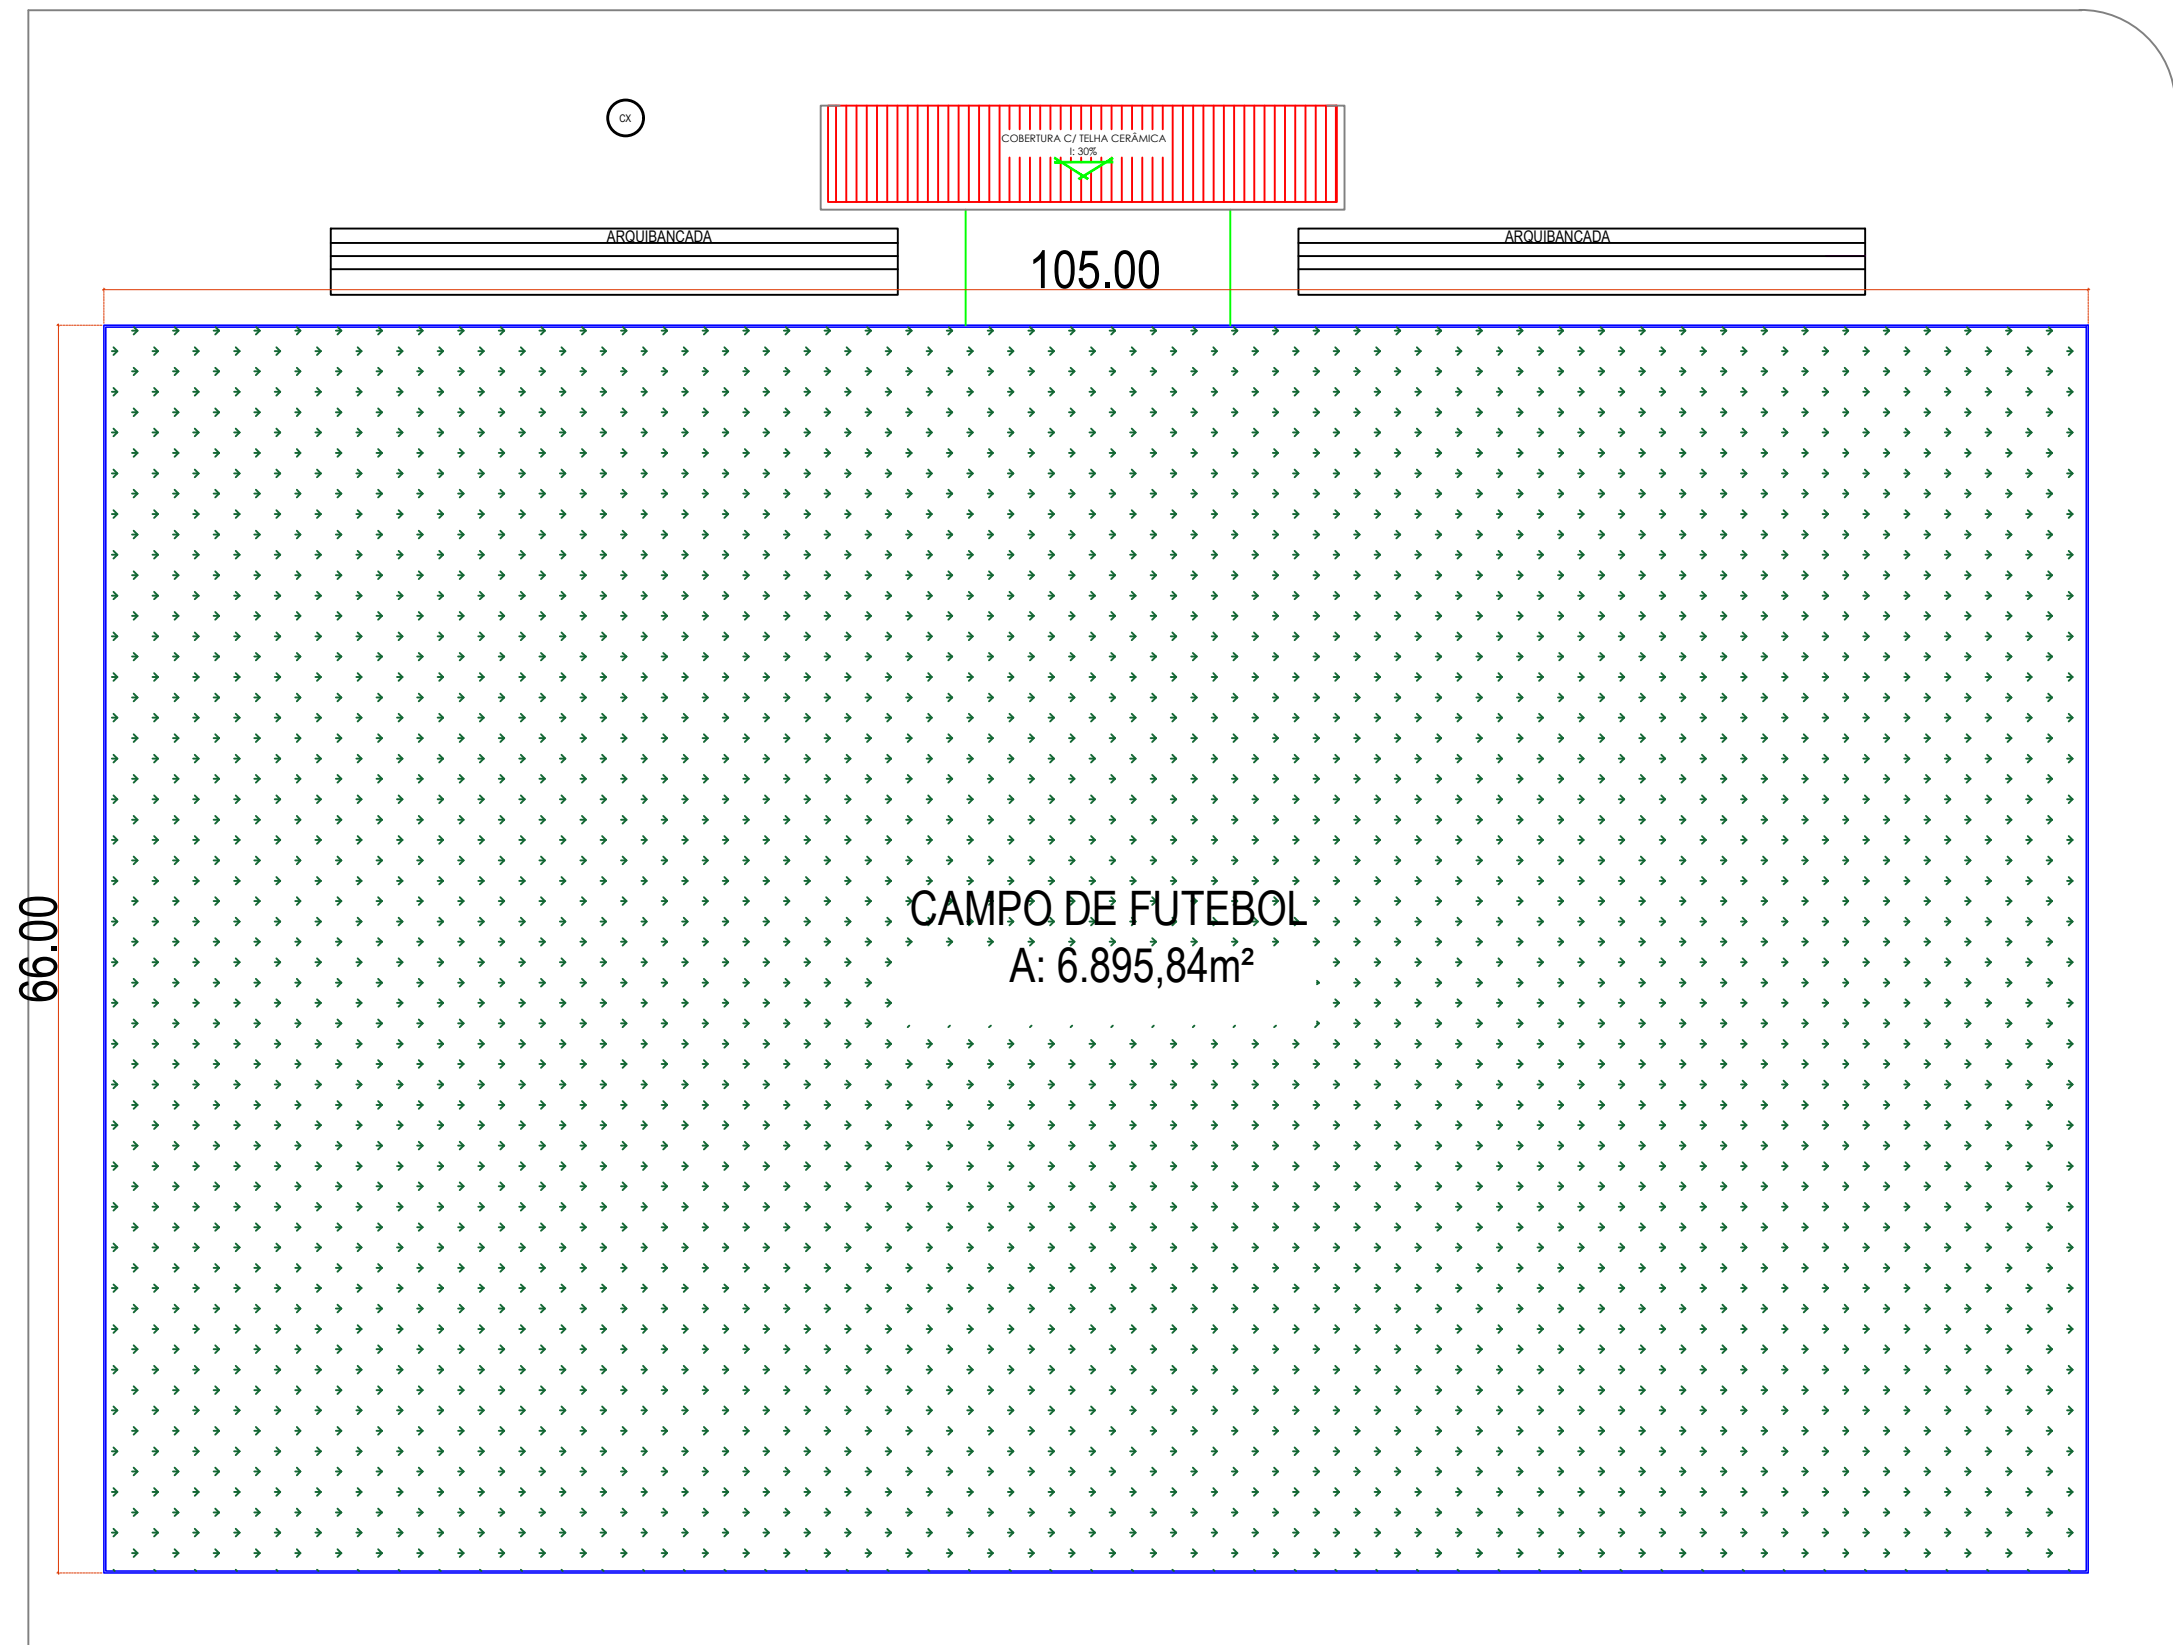 CX
COBERTURA C/ TELHA CERÂMICA
I: 30%
ARQUIBANCADA
ARQUIBANCADA
105.00
66.00
CAMPO DE FUTEBOL
A: 6.895,84m²